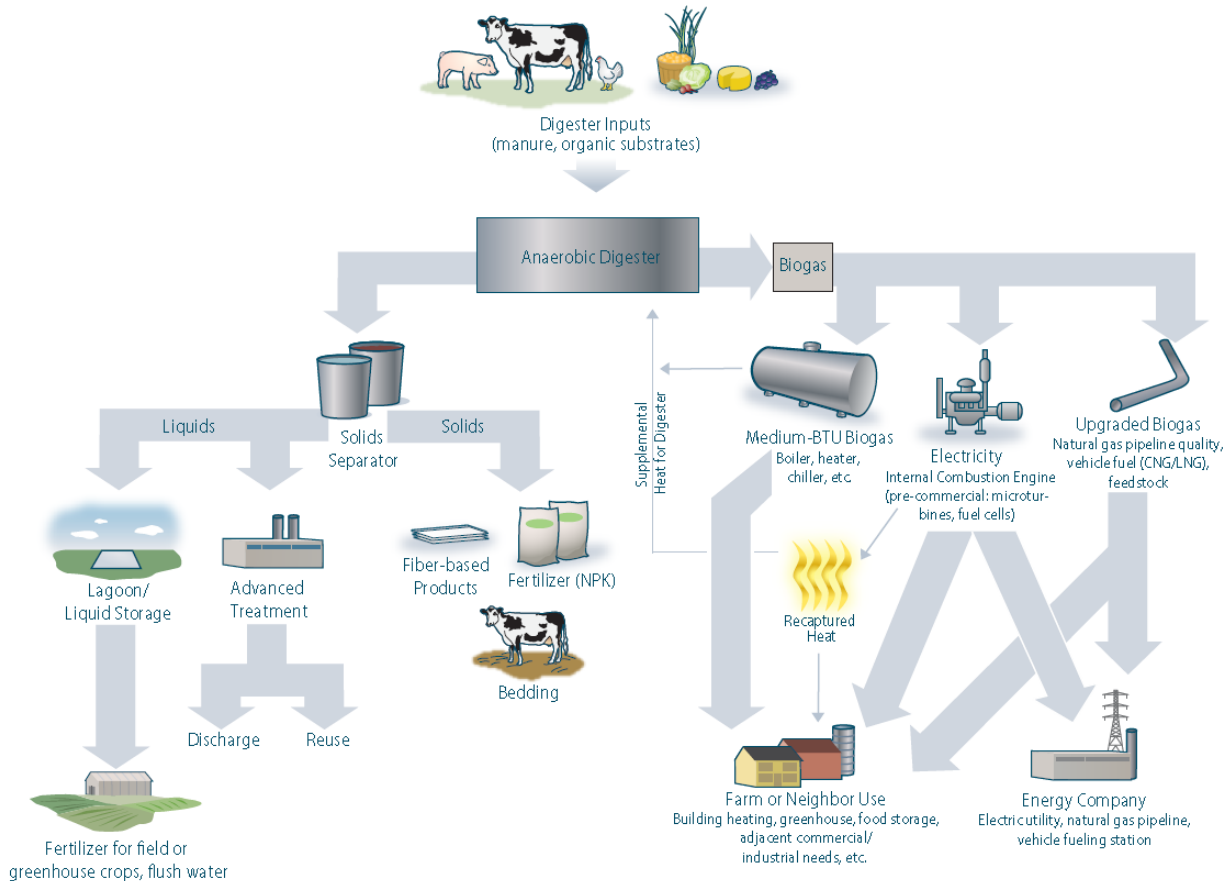 Digester Inputs
(manure, organic substrates)
Anaerobic Digester
Biogas
Liquids
Solids
Separator
Solids
Supplemental
Heat for Digester
Medium-BTU Biogas
Boiler, heater,
chiller, etc.
Electricity
Internal Combustion Engine
(pre-commercial: microtur-
bines, fuel cells)
Upgraded Biogas
Natural gas pipeline quality,
vehicle fuel (CNG/LNG),
feedstock
Lagoon/
Liquid Storage
Advanced
Treatment
Fiber-based
Products
Fertilizer (NPK)
Recaptured
Heat
Bedding
Discharge
Reuse
Fertilizer for field or
greenhouse crops, flush water
Farm or Neighbor Use
Building heating, greenhouse, food storage,
adjacent commercial/
industrial needs, etc.
Energy Company
Electric utility, natural gas pipeline,
vehicle fueling station